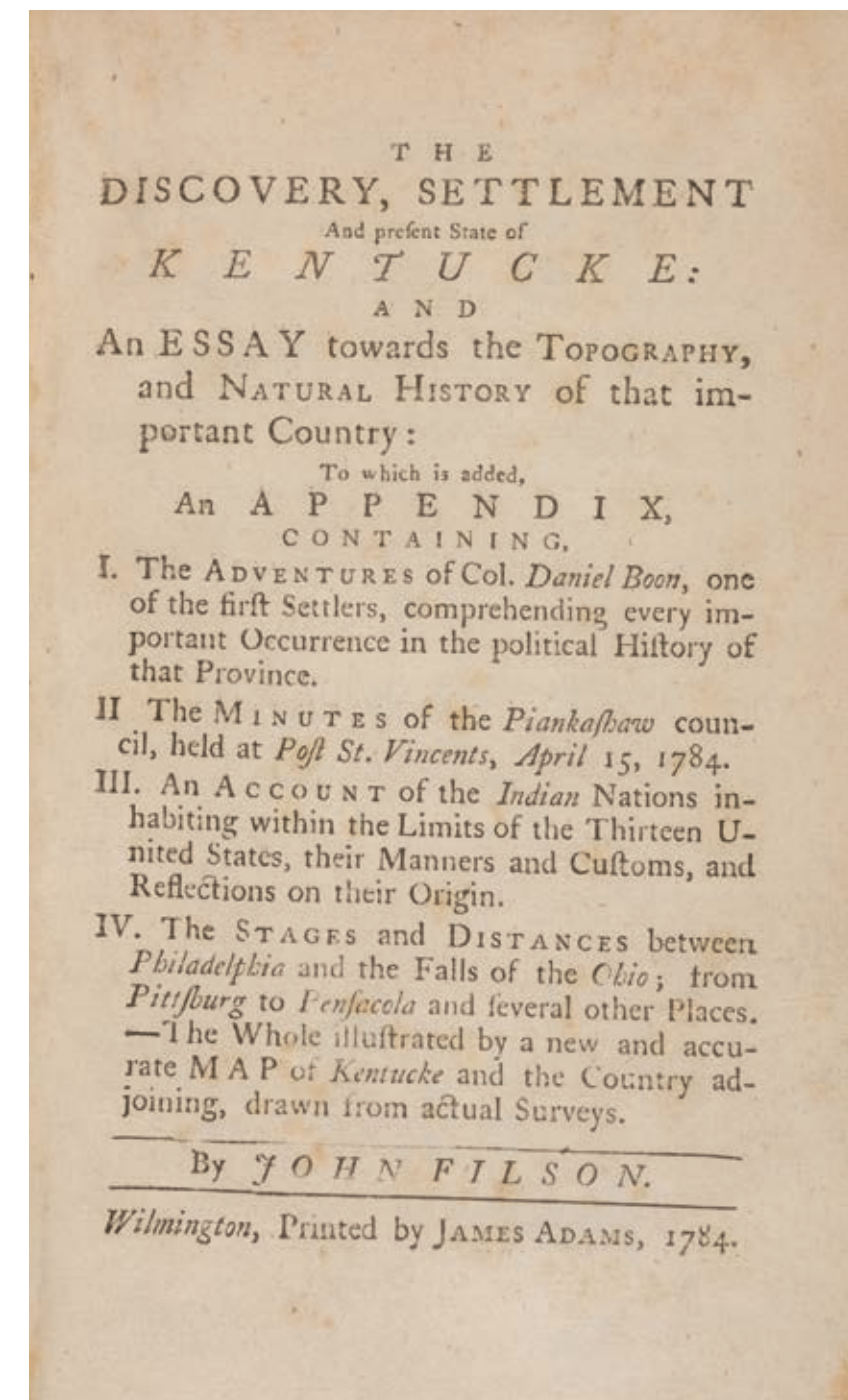 THE
DISCOVERY, SETTLEMENT
And preſent State of
KENTUCKE:
AND
An ESSAY towards the TOPOGRAPHY,
and NATURAL HISTORY of that im-
portant Country:
To which is added,
An APPENDIX,
CONTAINING,
I. The ADVENTURES of Col. Daniel Boon, one
of the firſt Settlers, comprehending every im-
portant Occurrence in the political Hiſtory of
that Province.
II The MINUTES of the Piankaſhaw coun-
cil, held at Poſt St. Vincents, April 15, 1784.
III. An ACCOUNT of the Indian Nations in-
habiting within the Limits of the Thirteen U-
nited States, their Manners and Cuſtoms, and
Reflections on their Origin.
IV. The STAGES and DISTANCES between
Philadelphia and the Falls of the Ohio; from
Pittſburg to Penſacola and ſeveral other Places.
—The Whole illuſtrated by a new and accu-
rate MAP of Kentucke and the Country ad-
joining, drawn from actual Surveys.
By JOHN FILSON.
Wilmington, Printed by JAMES ADAMS, 1784.